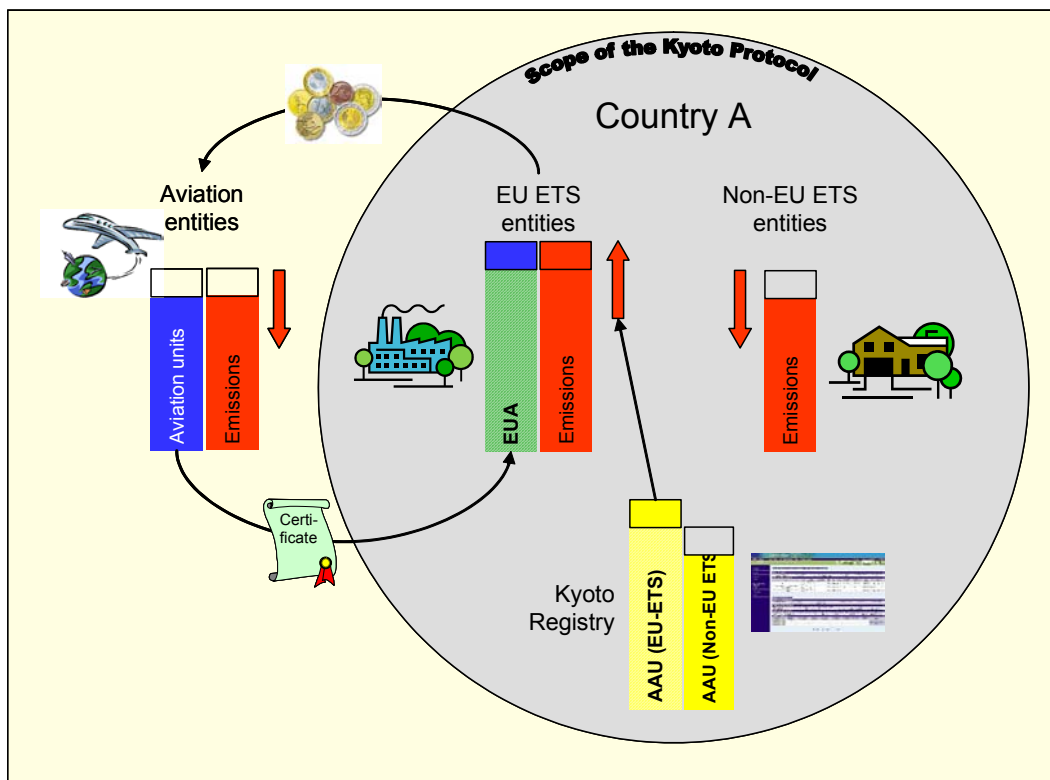 Scope of the Kyoto Protocol
Country A
Aviation
entities
EU ETS
entities
Non-EU ETS
entities
Aviation units
Emissions
EUA
Emissions
Emissions
Certi-
ficate
Kyoto
Registry
AAU (EU-ETS)
AAU (Non-EU ETS